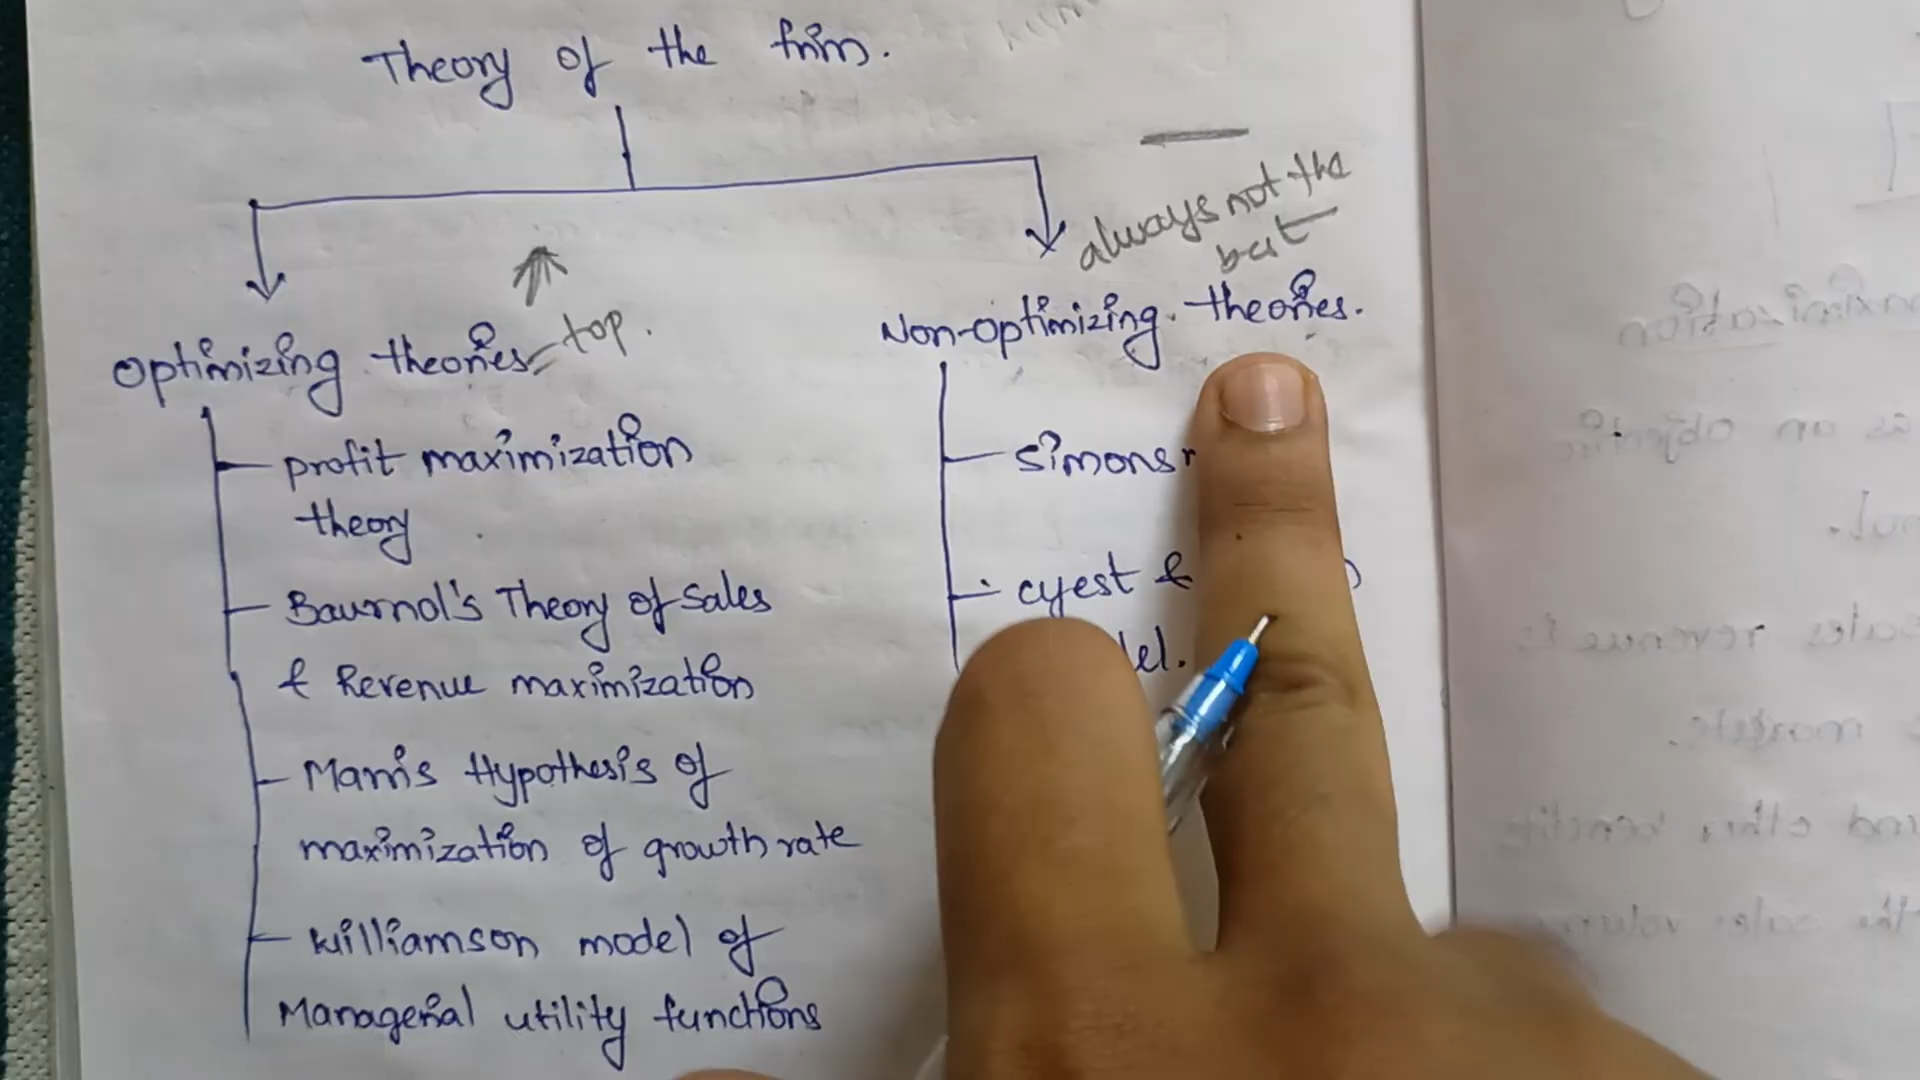 Theory of the frim.
always not the
best
Optimizing theories
top.
Non-optimizing theories.
profit maximization
theory
Baumol's Theory of Sales
& Revenue maximization
Marris Hypothesis of
maximization of growth rate
Williamson model of
Managerial utility functions
Simons
cyest &